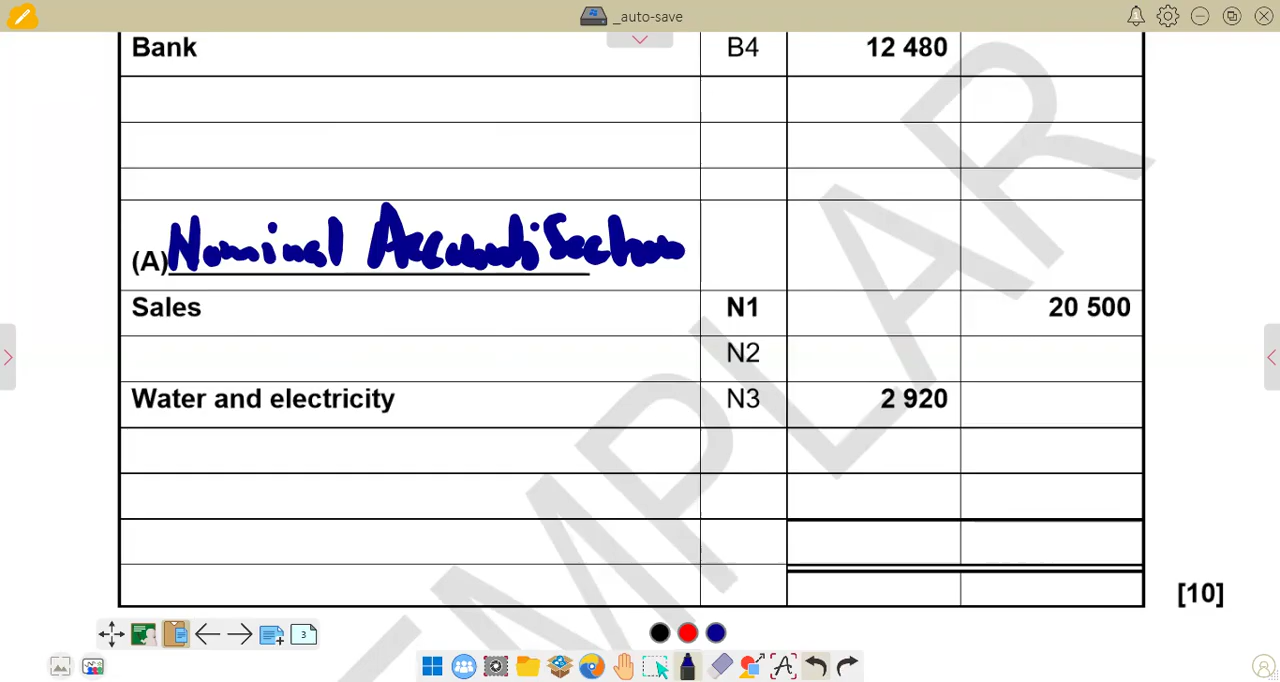 _auto-save
Bank B4 12 480
(A) Nominal Accounts Section
Sales N1 20 500
N2
Water and electricity N3 2 920
[10]
EMPLAR
3